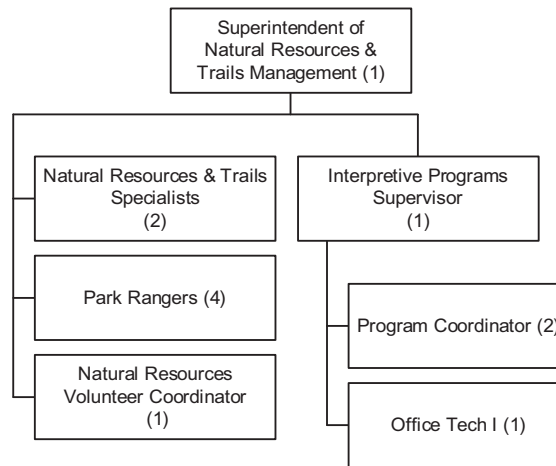 Superintendent of
Natural Resources &
Trails Management (1)
Natural Resources & Trails
Specialists
(2)
Interpretive Programs
Supervisor
(1)
Park Rangers (4)
Program Coordinator (2)
Natural Resources
Volunteer Coordinator
(1)
Office Tech I (1)